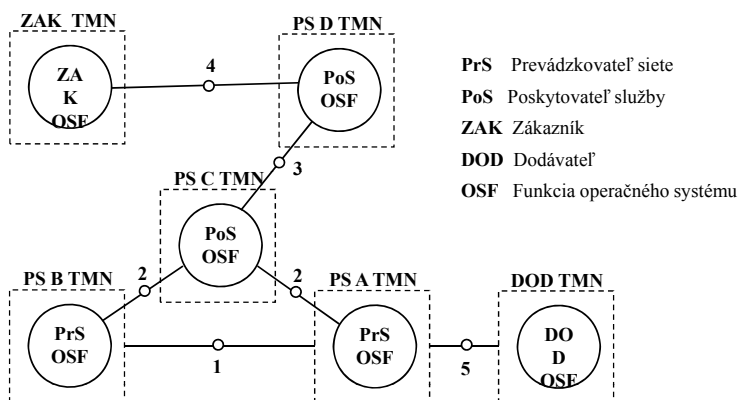 ZAK TMN
PS D TMN
4
ZA
K
OSF
PoS
OSF
PrS Prevádzkovateľ siete
PoS Poskytovateľ služby
ZAK Zákazník
DOD Dodávateľ
OSF Funkcia operačného systému
3
PS C TMN
PoS
OSF
PS B TMN
2
2
PS A TMN
DOD TMN
PrS
OSF
1
PrS
OSF
5
DO
D
OSF